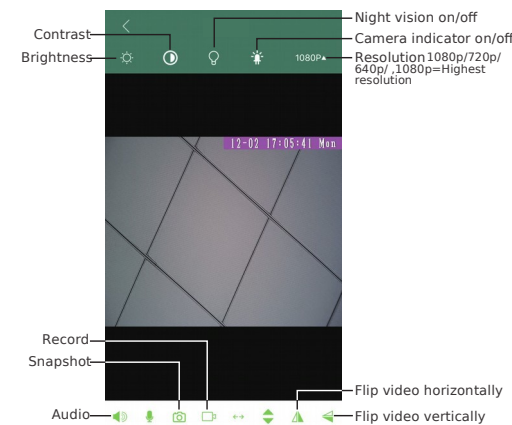 Night vision on/off
Contrast
Camera indicator on/off
Brightness
1080P▲
Resolution 1080p/720p/
640p/ ,1080p=Highest
resolution
12-02 17:05:41 Mon
Record
Snapshot
Flip video horizontally
Audio
Flip video vertically